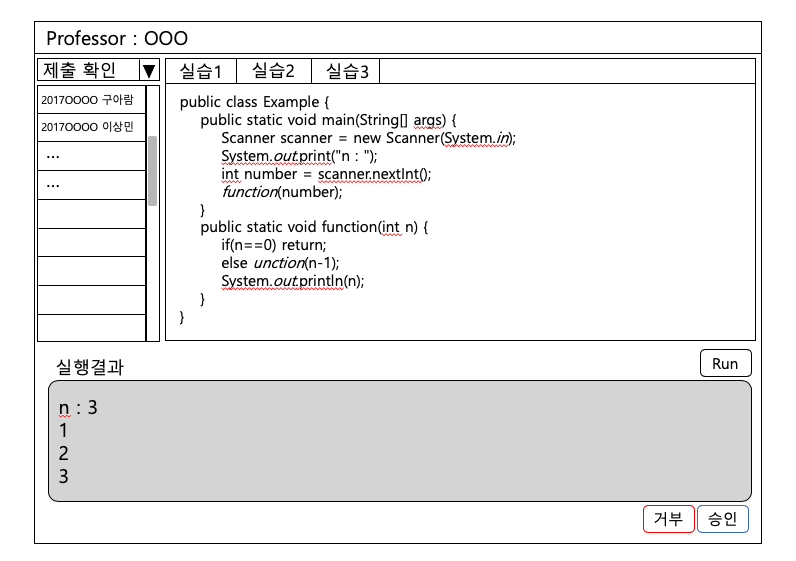 Professor : OOO
제출 확인 ▼
실습1 실습2 실습3
2017OOOO 구아람
2017OOOO 이상민
...
...
public class Example {
public static void main(String[] args) {
Scanner scanner = new Scanner(System.in);
System.out.print("n : ");
int number = scanner.nextInt();
function(number);
}
public static void function(int n) {
if(n==0) return;
else unction(n-1);
System.out.println(n);
}
}
실행결과
Run
n : 3
1
2
3
거부 승인